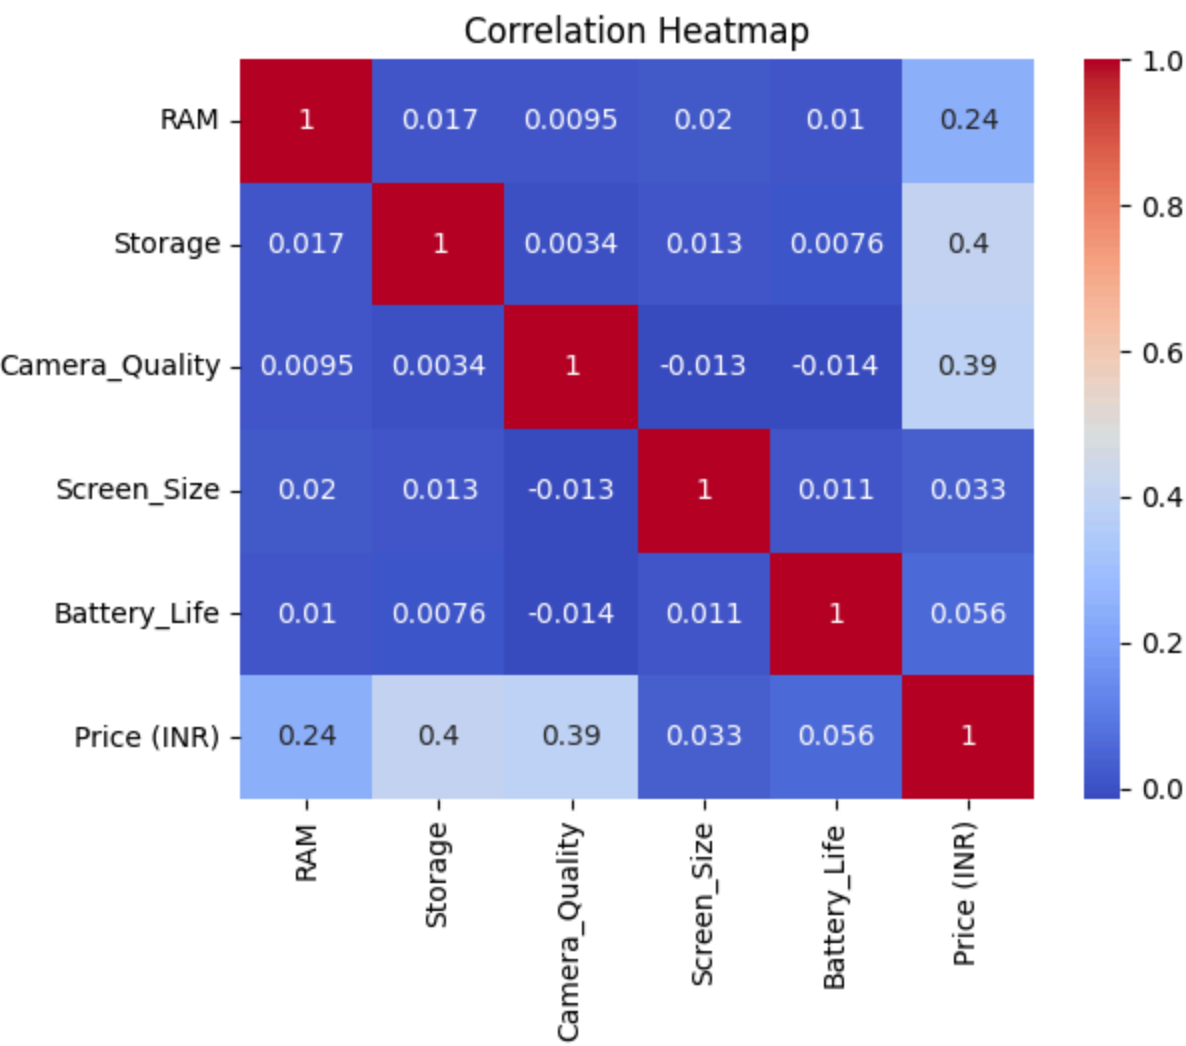 Correlation Heatmap
RAM 1 0.017 0.0095 0.02 0.01 0.24
Storage 0.017 1 0.0034 0.013 0.0076 0.4
Camera_Quality 0.0095 0.0034 1 -0.013 -0.014 0.39
Screen_Size 0.02 0.013 -0.013 1 0.011 0.033
Battery_Life 0.01 0.0076 -0.014 0.011 1 0.056
Price (INR) 0.24 0.4 0.39 0.033 0.056 1
RAM Storage Camera_Quality Screen_Size Battery_Life Price (INR)
1.0
0.8
0.6
0.4
0.2
0.0